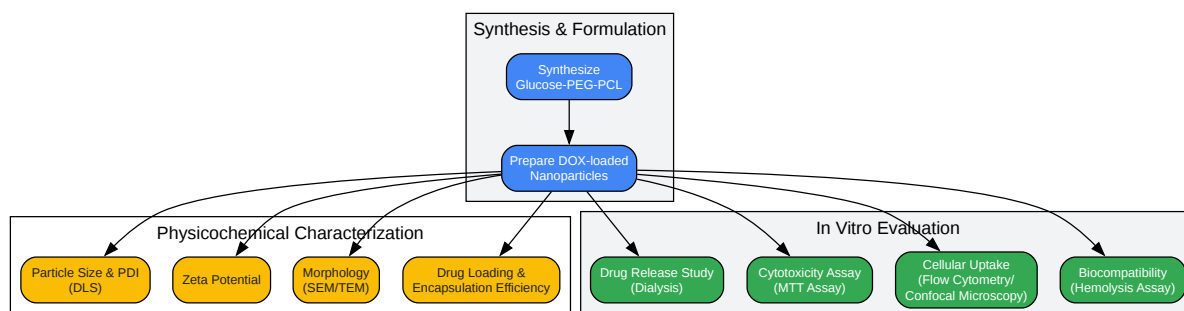 Synthesis & Formulation
Synthesize
Glucose-PEG-PCL
Prepare DOX-loaded
Nanoparticles
Physicochemical Characterization
Particle Size & PDI
(DLS)
Zeta Potential
Morphology
(SEM/TEM)
Drug Loading &
Encapsulation Efficiency
In Vitro Evaluation
Drug Release Study
(Dialysis)
Cytotoxicity Assay
(MTT Assay)
Cellular Uptake
(Flow Cytometry/
Confocal Microscopy)
Biocompatibility
(Hemolysis Assay)